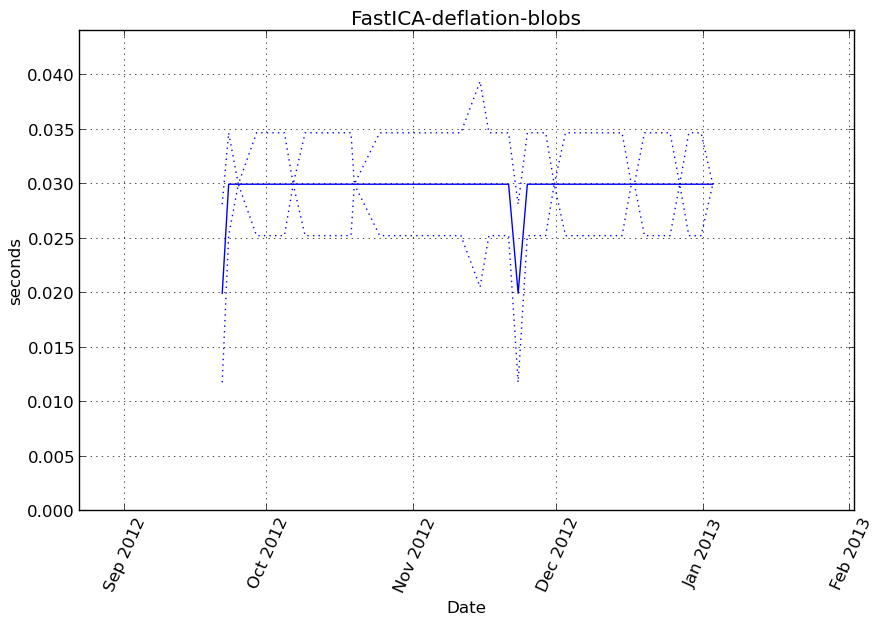 FastICA-deflation-blobs
0.040
0.035
0.030
0.025
0.020
0.015
0.010
0.005
0.000
seconds
Sep 2012
Oct 2012
Nov 2012
Dec 2012
Jan 2013
Feb 2013
Date